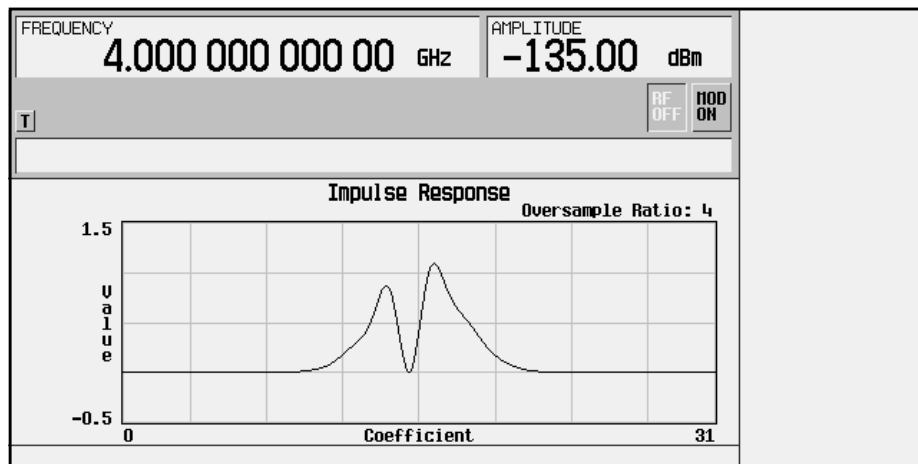 FREQUENCY
4.000 000 000 00 GHz
AMPLITUDE
-135.00 dBm
RF
OFF
MOD
ON
T
Impulse Response
Oversample Ratio: 4
1.5
Value
-0.5
0
Coefficient
31